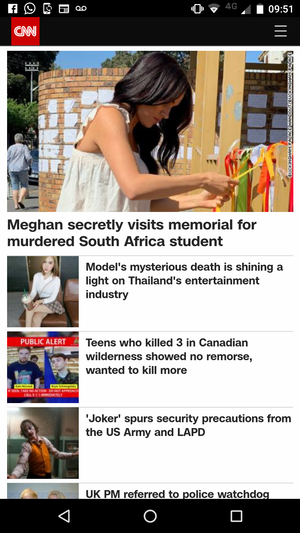 4G
09:51
CNN
Meghan secretly visits memorial for
murdered South Africa student
Model's mysterious death is shining a
light on Thailand's entertainment
industry
PUBLIC ALERT
Teens who killed 3 in Canadian
wilderness showed no remorse,
wanted to kill more
'Joker' spurs security precautions from
the US Army and LAPD
UK PM referred to police watchdog